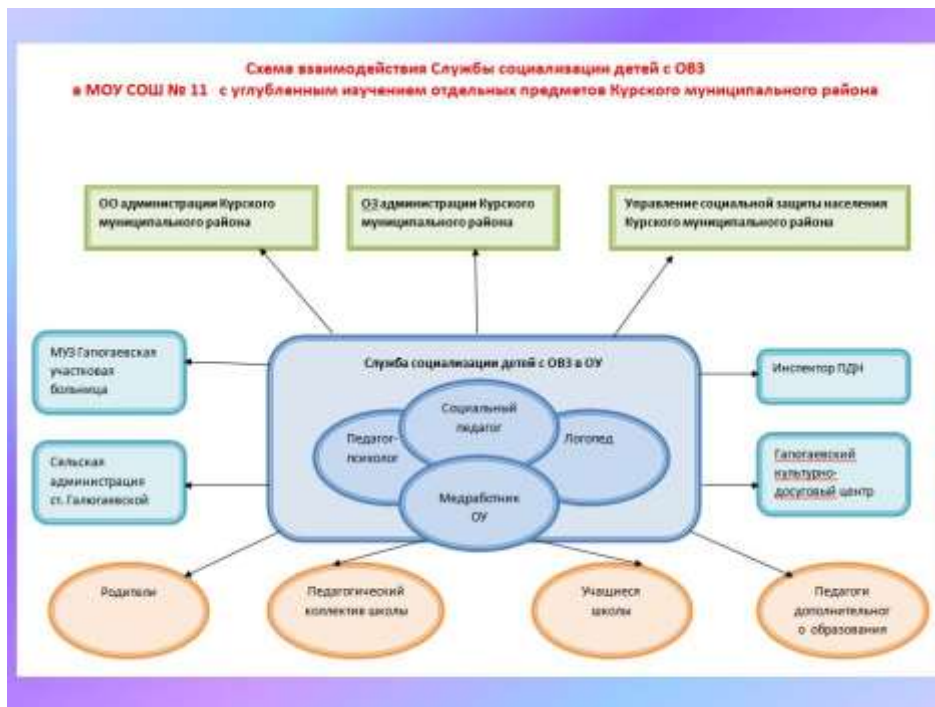 Схема взаимодействия Службы социализации детей с ОВЗ
в МОУ СОШ № 11 с углубленным изучением отдельных предметов Курского муниципального района
ОО администрации Курского
муниципального района
ОЗ администрации Курского
муниципального района
Управление социальной защиты населения
Курского муниципального района
МУЗ Галюгаевская
участковая
больница
Служба социализации детей с ОВЗ в ОУ
Инспектор ПДН
Социальный
педагог
Педагог-
психолог
Логопед
Медработник
ОУ
Сельская
администрация
ст. Галюгаевской
Галюгаевский
культурно-
досуговый центр
Родители
Педагогический
коллектив школы
Учащиеся
школы
Педагоги
дополнительног
о образования